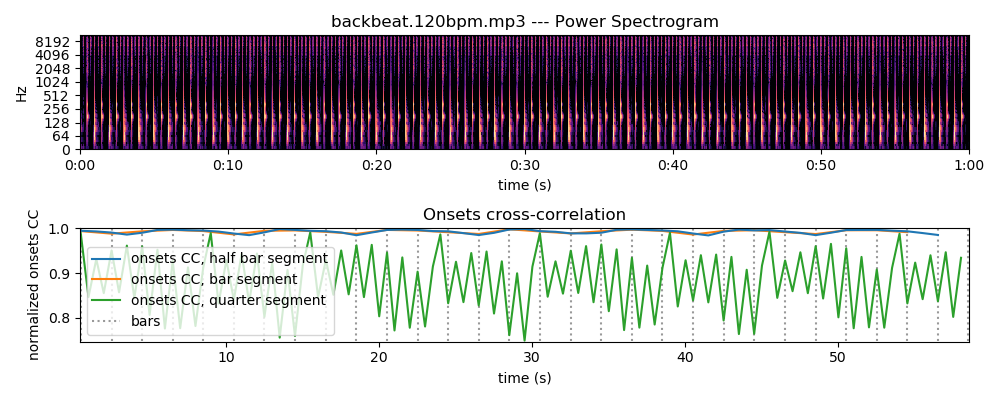 backbeat.120bpm.mp3 --- Power Spectrogram
Hz
8192
4096
2048
1024
512
256
128
64
0
0:00 0:10 0:20 0:30 0:40 0:50 1:00
time (s)
Onsets cross-correlation
normalized onsets CC
1.0
0.9
0.8
onsets CC, half bar segment
onsets CC, bar segment
onsets CC, quarter segment
bars
10 20 30 40 50
time (s)